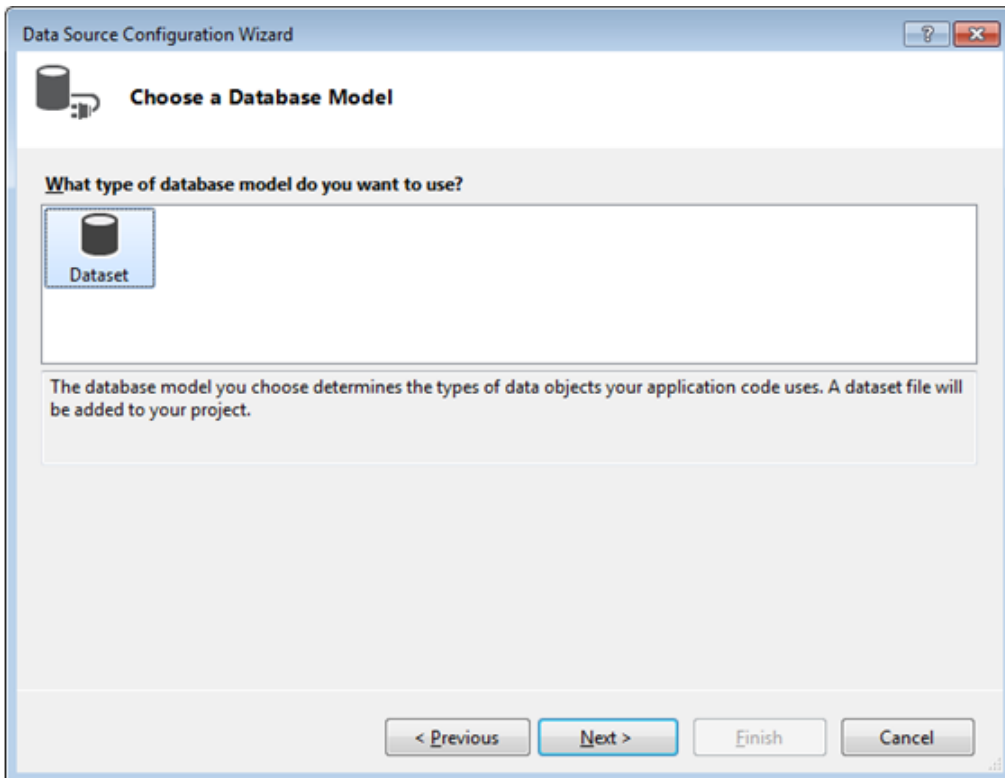 Data Source Configuration Wizard
?
Choose a Database Model
What type of database model do you want to use?
Dataset
The database model you choose determines the types of data objects your application code uses. A dataset file will
be added to your project.
< Previous
Next >
Finish
Cancel